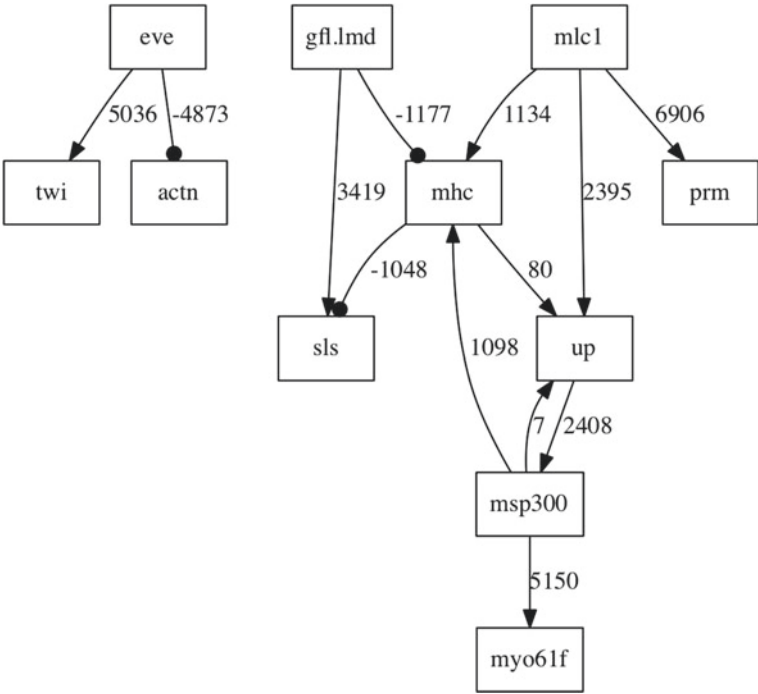 eve
gfl.lmd
mlc1
5036
-4873
-1177
1134
6906
twi
actn
3419
mhc
2395
prm
-1048
80
sls
1098
up
7
2408
msp300
5150
myo61f